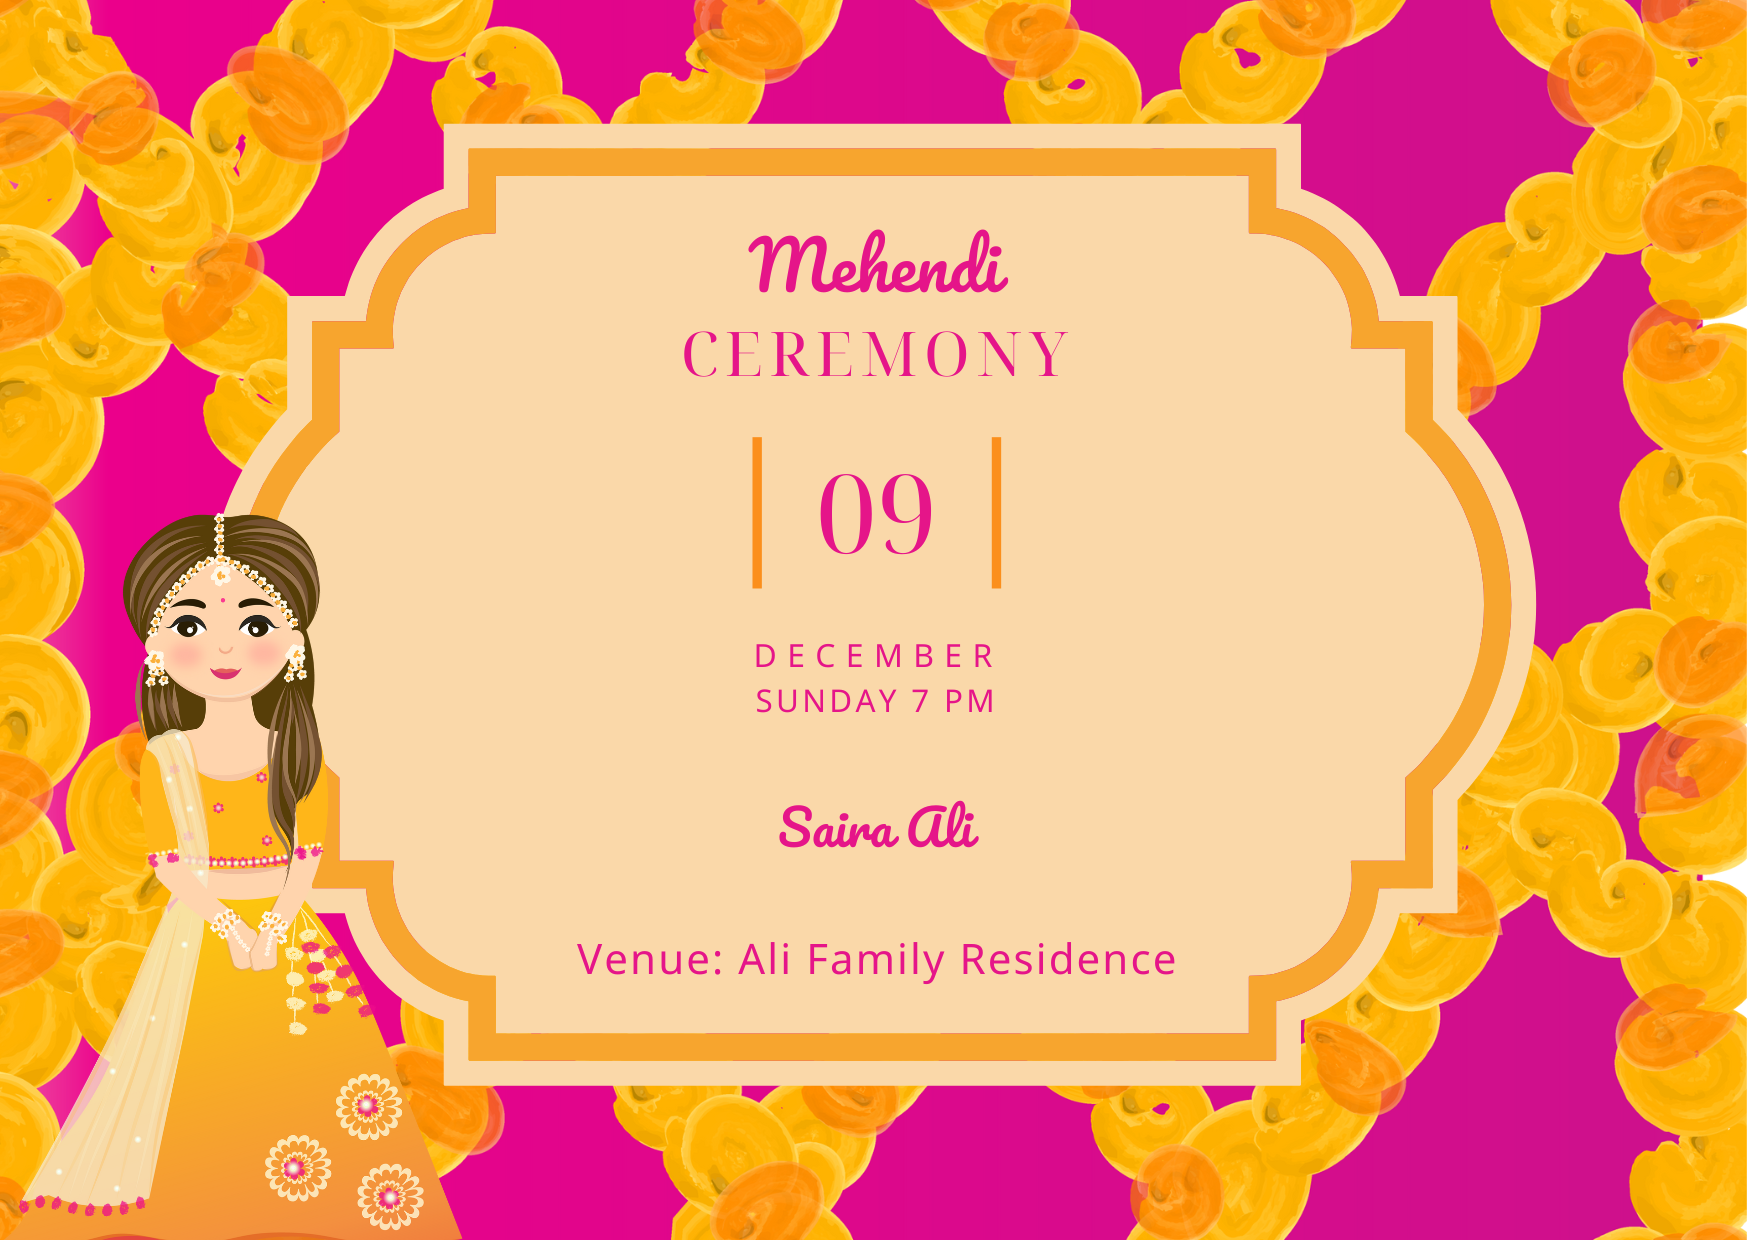 Mehendi
CEREMONY
09
DECEMBER
SUNDAY 7 PM
Saira Ali
Venue: Ali Family Residence